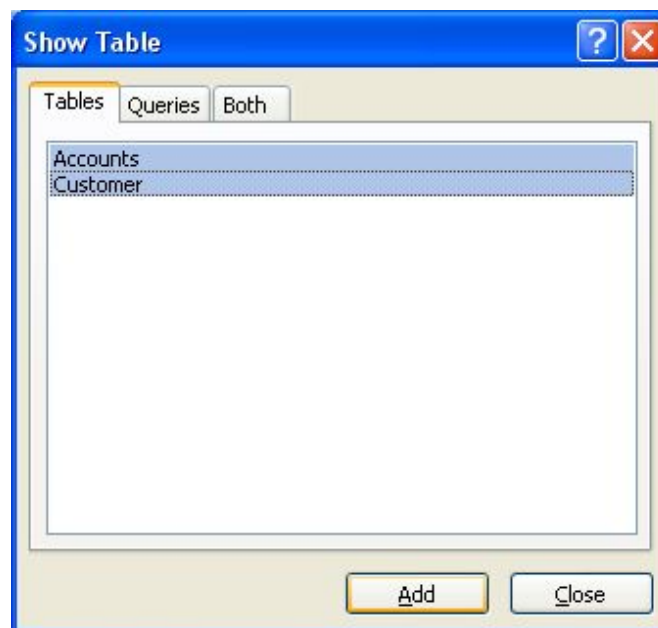 Show Table
?
Tables Queries Both
Accounts
Customer
Add Close